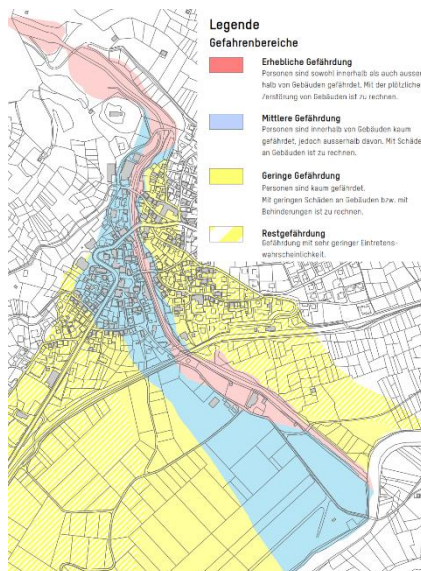 Legende
Gefahrenbereiche
Erhebliche Gefährdung
Personen sind sowohl innerhalb als auch ausser
halb von Gebäuden gefährdet. Mit der plötzliche
Zerstörung von Gebäuden ist zu rechnen.
Mittlere Gefährdung
Personen sind innerhalb von Gebäuden kaum
gefährdet, jedoch ausserhalb davon. Mit Schäde
an Gebäuden ist zu rechnen.
Geringe Gefährdung
Personen sind kaum gefährdet.
Mit geringen Schäden an Gebäuden bzw. mit
Behinderungen ist zu rechnen.
Restgefährdung
Gefährdung mit sehr geringer Eintretens-
wahrscheinlichkeit.